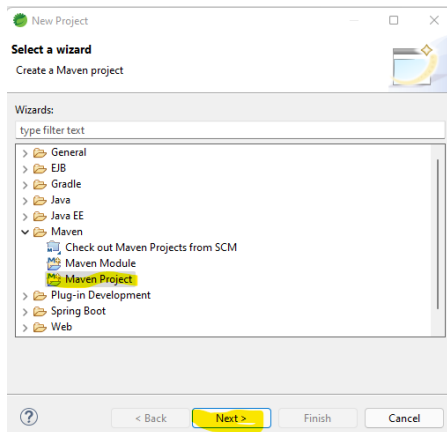 New Project
Select a wizard
Create a Maven project
Wizards:
type filter text
General
EJB
Gradle
Java
Java EE
Maven
Check out Maven Projects from SCM
Maven Module
Maven Project
Plug-in Development
Spring Boot
Web
? < Back Next > Finish Cancel